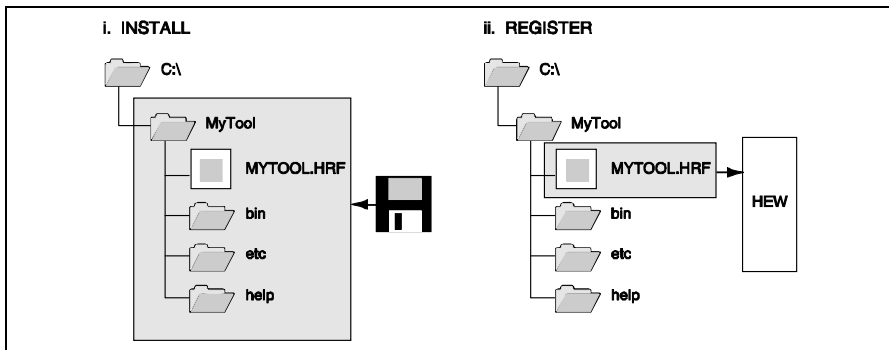 i. INSTALL
C:\
MyTool
MYTOOL.HRF
bin
etc
help
ii. REGISTER
C:\
MyTool
MYTOOL.HRF
bin
etc
help
HEW